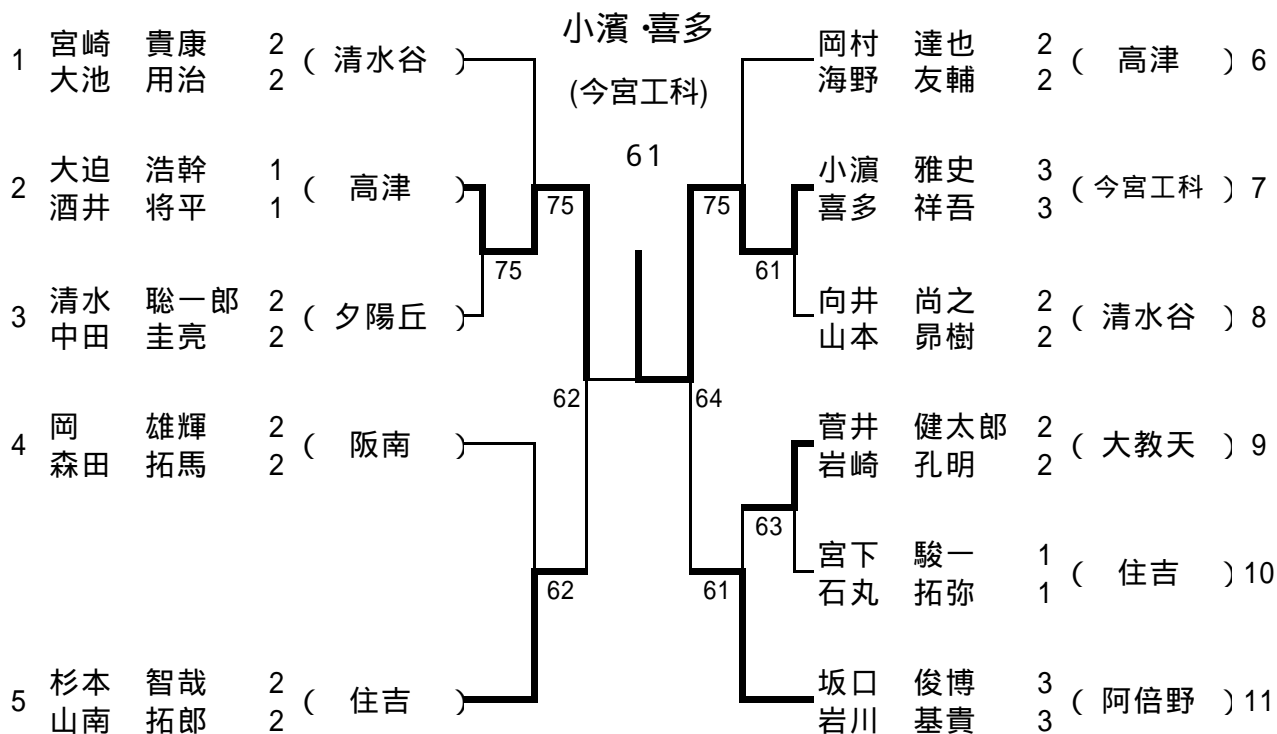 小濱・喜多
(今宮工科)
61
1 宮崎 貴康 2 ( 清水谷 )
大池 用治 2
2 大迫 浩幹 1 ( 高津 )
酒井 将平 1
3 清水 聡一郎 2 ( 夕陽丘 )
中田 圭亮 2
4 岡 雄輝 2 ( 阪南 )
森田 拓馬 2
5 杉本 智哉 2 ( 住吉 )
山南 拓郎 2
75
75
62
62
75
61
64
63
61
岡村 達也 2 ( 高津 ) 6
海野 友輔 2
小濱 雅史 3 ( 今宮工科 ) 7
喜多 祥吾 3
向井 尚之 2 ( 清水谷 ) 8
山本 昴樹 2
菅井 健太郎 2 ( 大教天 ) 9
岩崎 孔明 2
宮下 駿一 1 ( 住吉 ) 10
石丸 拓弥 1
坂口 俊博 3 ( 阿倍野 ) 11
岩川 基貴 3